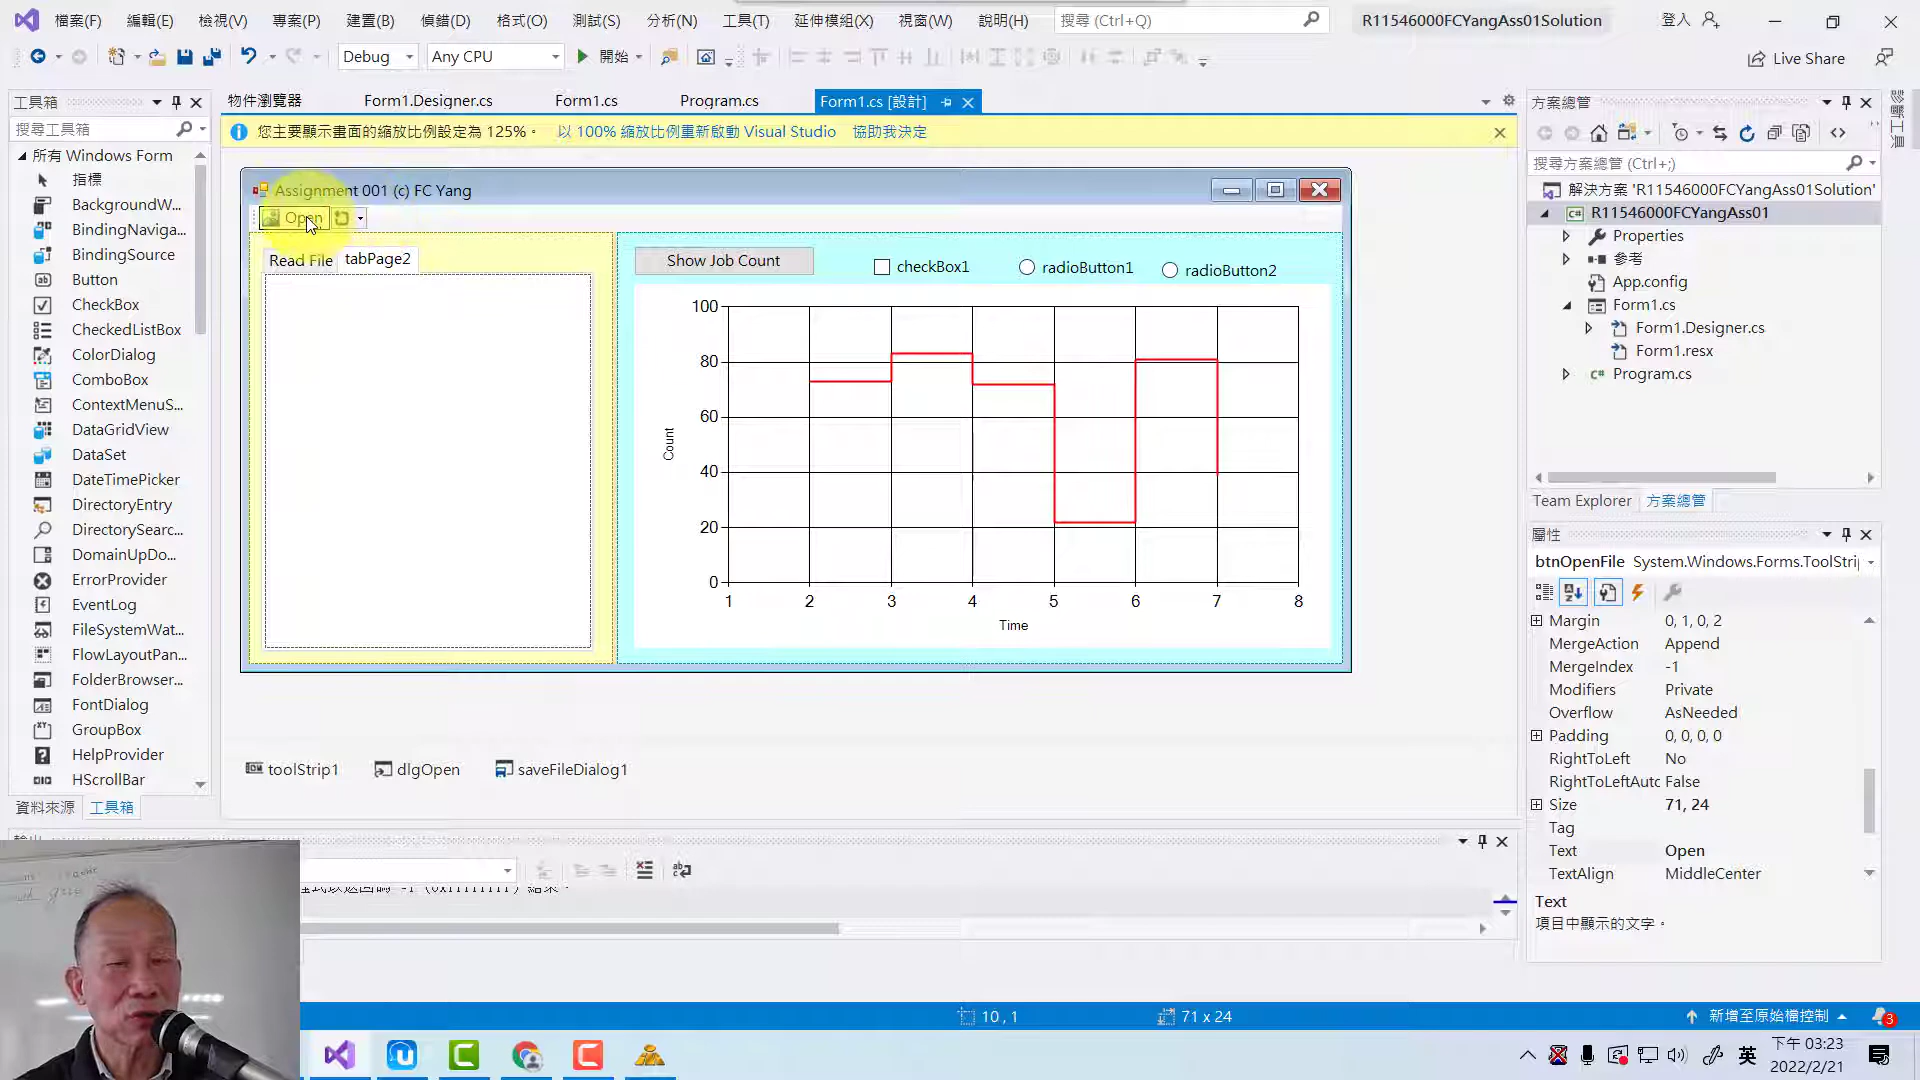 檔案(F) 編輯(E) 檢視(V) 專案(P) 建置(B) 偵錯(D) 格式(O) 測試(S) 分析(N) 工具(T) 延伸模組(X) 視窗(W) 說明(H) 搜尋 (Ctrl+Q) R11546000FCYangAss01Solution 登入
Debug Any CPU 開始 Live Share
工具箱
搜尋工具箱
所有 Windows Form
指標
BackgroundW...
BindingNaviga...
BindingSource
Button
CheckBox
CheckedListBox
ColorDialog
ComboBox
ContextMenuS...
DataGridView
DataSet
DateTimePicker
DirectoryEntry
DirectorySearc...
DomainUpDo...
ErrorProvider
EventLog
FileSystemWat...
FlowLayoutPan...
FolderBrowser...
FontDialog
GroupBox
HelpProvider
HScrollBar
資料來源 工具箱
物件瀏覽器 Form1.Designer.cs Form1.cs Program.cs Form1.cs [設計]
您主要顯示畫面的縮放比例設定為 125%。 以 100% 縮放比例重新啟動 Visual Studio 協助我決定
Assignment 001 (c) FC Yang
Open
Read File tabPage2
Show Job Count checkBox1 radioButton1 radioButton2
100
80
60
40
20
0
Count
1 2 3 4 5 6 7 8
Time
toolStrip1 dlgOpen saveFileDialog1
方案總管
搜尋方案總管 (Ctrl+;)
解決方案 'R11546000FCYangAss01Solution'
R11546000FCYangAss01
Properties
參考
App.config
Form1.cs
Form1.Designer.cs
Form1.resx
Program.cs
Team Explorer 方案總管
屬性
btnOpenFile System.Windows.Forms.ToolStri
Margin 0, 1, 0, 2
MergeAction Append
MergeIndex -1
Modifiers Private
Overflow AsNeeded
Padding 0, 0, 0, 0
RightToLeft No
RightToLeftAutc False
Size 71, 24
Tag
Text Open
TextAlign MiddleCenter
Text
項目中顯示的文字。
10 , 1 71 x 24 新增至原始檔控制 3
英 下午 03:23
2022/2/21